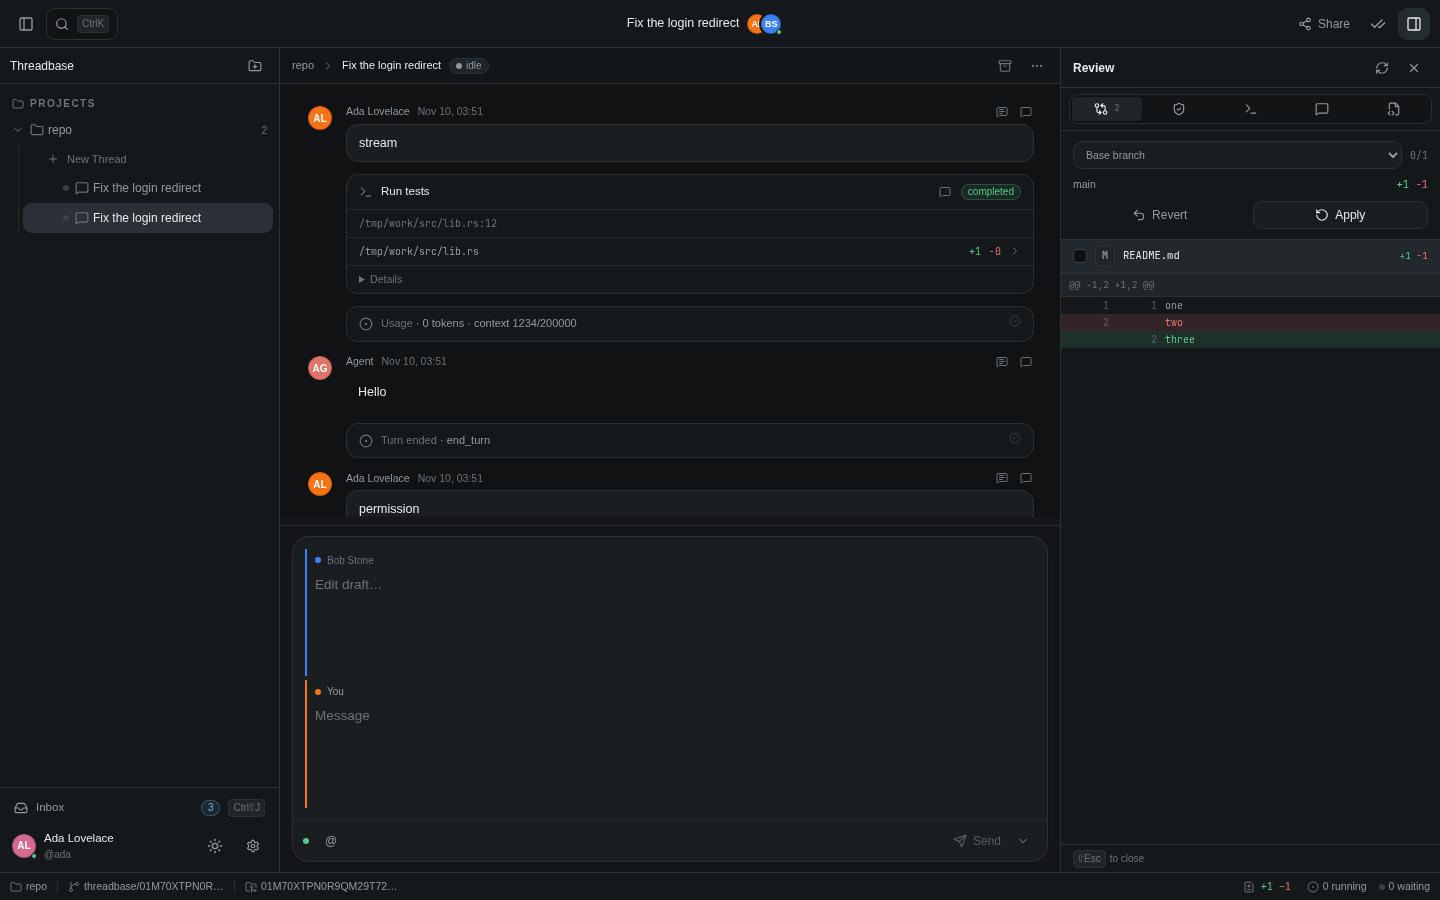 CtrlK
Fix the login redirect
AL BS
Share
Threadbase
PROJECTS
repo 2
New Thread
Fix the login redirect
Fix the login redirect
Inbox 3 Ctrl⇧J
AL Ada Lovelace
@ada
repo › Fix the login redirect idle
AL Ada Lovelace Nov 10, 03:51
stream
Run tests completed
/tmp/work/src/lib.rs:12
/tmp/work/src/lib.rs +1 -0
Details
Usage · 0 tokens · context 1234/200000
AG Agent Nov 10, 03:51
Hello
Turn ended · end_turn
AL Ada Lovelace Nov 10, 03:51
permission
Bob Stone
Edit draft…
You
Message
@ Send
Review
2
Base branch 0/1
main +1 -1
Revert Apply
M README.md +1 -1
@@ -1,2 +1,2 @@
1 1 one
2 two
2 three
⇧Esc to close
repo threadbase/01M70XTPN0R… 01M70XTPN0R9QM29T72… +1 −1 0 running 0 waiting